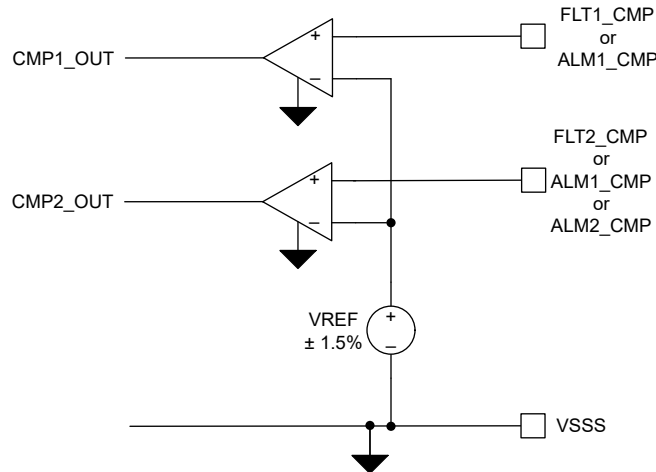 FLT1_CMP
or
ALM1_CMP
CMP1_OUT
+
–
FLT2_CMP
or
ALM1_CMP
or
ALM2_CMP
CMP2_OUT
+
–
VREF
± 1.5%
+
–
VSSS